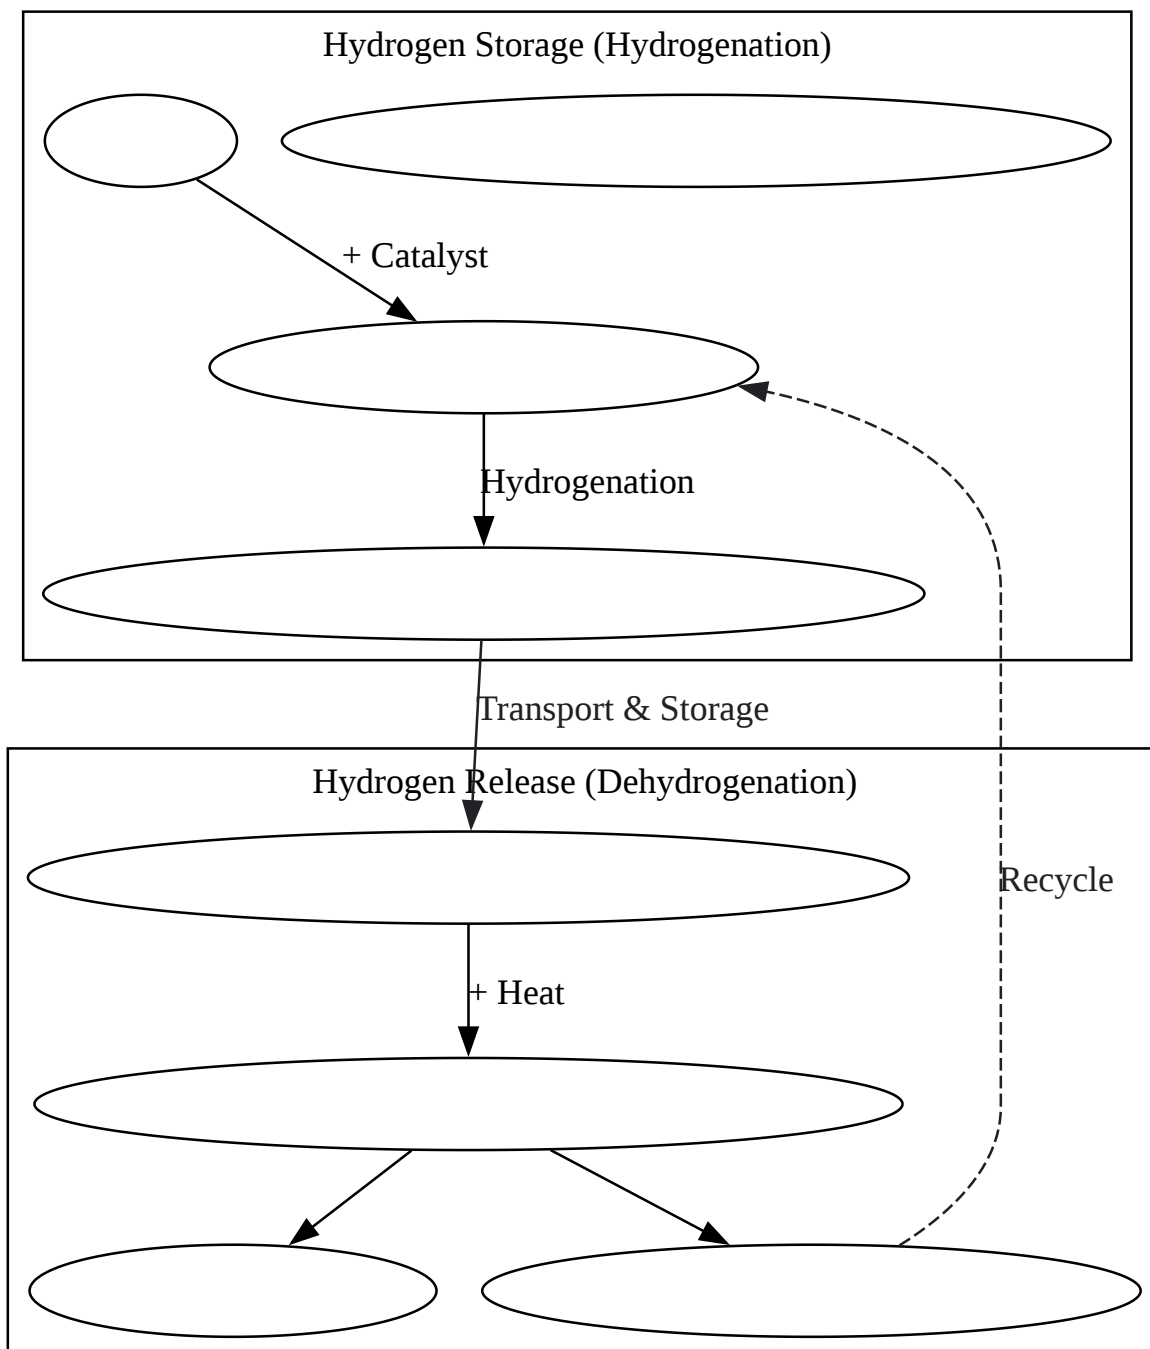 Hydrogen Storage (Hydrogenation)
+ Catalyst
Hydrogenation
Transport & Storage
Hydrogen Release (Dehydrogenation)
Recycle
+ Heat